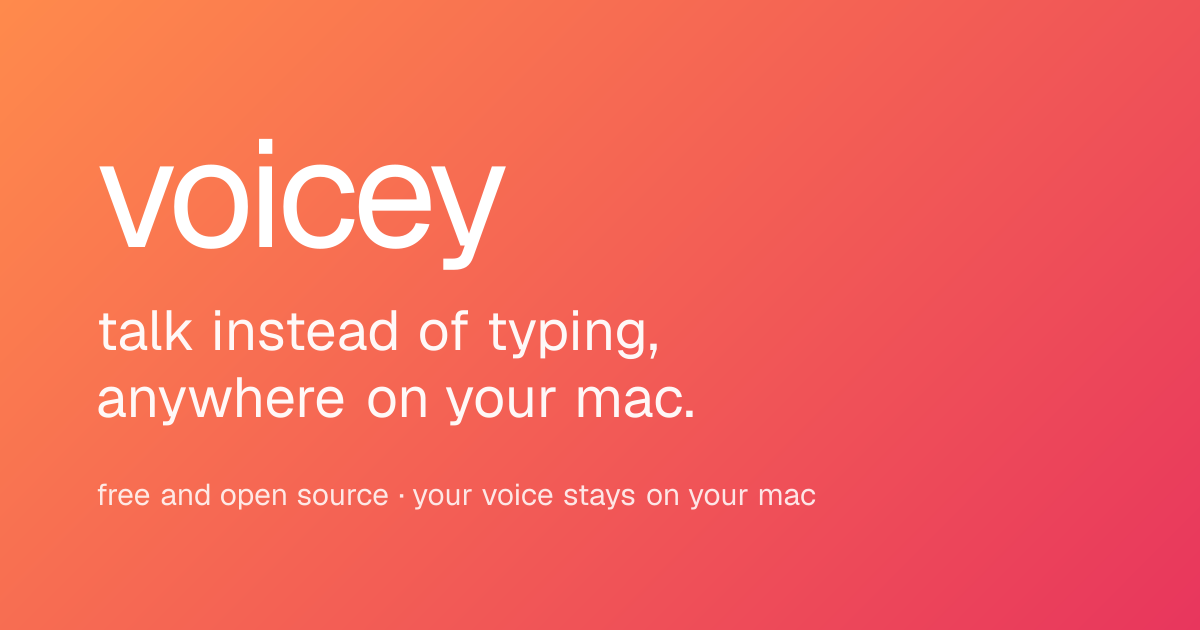 voicey
talk instead of typing,
anywhere on your mac.
free and open source · your voice stays on your mac